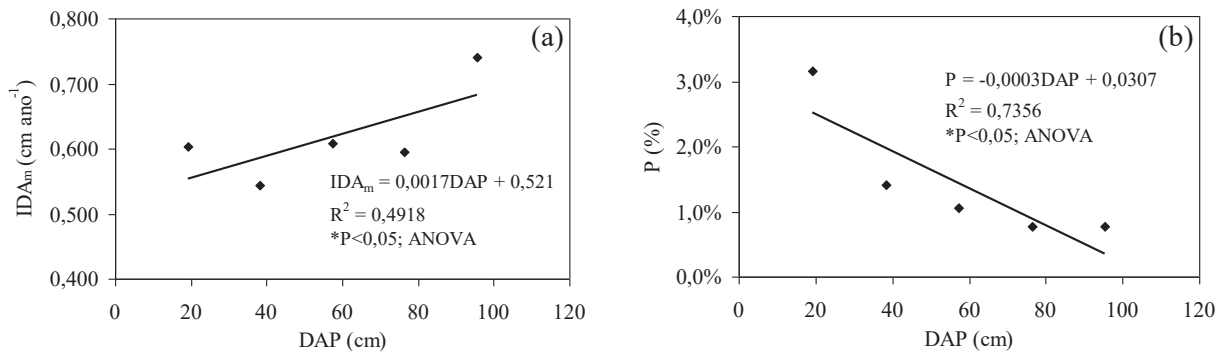 (a)
0,800
0,700
0,600
0,500
0,400
IDAₘ (cm ano⁻¹)
IDAₘ = 0,0017DAP + 0,521
R² = 0,4918
*P<0,05; ANOVA
0 20 40 60 80 100 120
DAP (cm)
(b)
4,0%
3,0%
2,0%
1,0%
0,0%
P (%)
P = -0,0003DAP + 0,0307
R² = 0,7356
*P<0,05; ANOVA
0 20 40 60 80 100 120
DAP (cm)